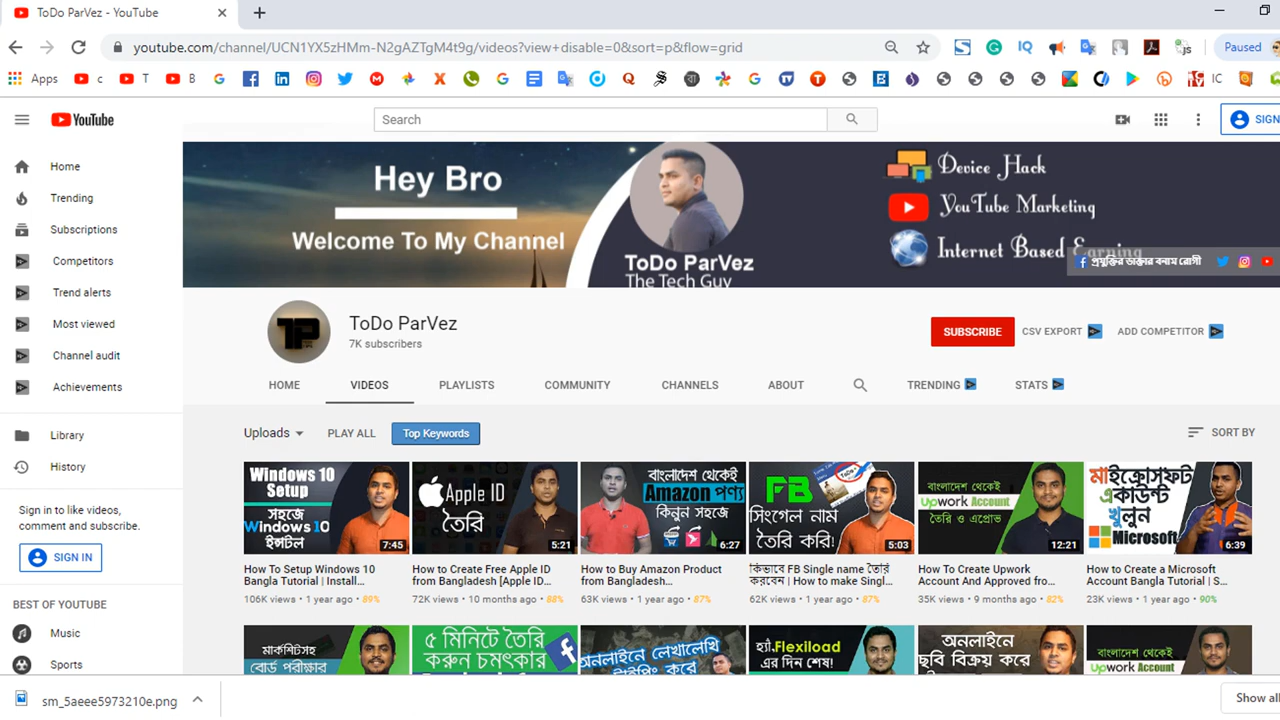 ToDo ParVez - YouTube
youtube.com/channel/UCN1YX5zHMm-N2gAZTgM4t9g/videos?view+disable=0&sort=p&flow=grid
Paused
Apps
c
T
B
IC
YouTube
Search
SIGN
Home
Trending
Subscriptions
Competitors
Trend alerts
Most viewed
Channel audit
Achievements
Library
History
Sign in to like videos,
comment and subscribe.
SIGN IN
BEST OF YOUTUBE
Music
Sports
Hey Bro
Welcome To My Channel
ToDo ParVez
The Tech Guy
Device Hack
YouTube Marketing
Internet Based Earning
প্রযুক্তির ডাক্তার বনাম রোগী
ToDo ParVez
7K subscribers
SUBSCRIBE
CSV EXPORT
ADD COMPETITOR
HOME
VIDEOS
PLAYLISTS
COMMUNITY
CHANNELS
ABOUT
TRENDING
STATS
Uploads
PLAY ALL
Top Keywords
SORT BY
Windows 10
Setup
সহজে
Windows 10
ইন্সটল
7:45
How To Setup Windows 10
Bangla Tutorial | Install...
106K views • 1 year ago • 89%
Apple ID
তৈরি
5:21
How to Create Free Apple ID
from Bangladesh [Apple ID...
72K views • 10 months ago • 88%
বাংলাদেশ থেকেই
Amazon পণ্য
কিনুন সহজে
6:27
How to Buy Amazon Product
from Bangladesh...
63K views • 1 year ago • 87%
FB
সিংগেল নাম
তৈরি করি!
5:03
কিভাবে FB Single name তৈরি
করবেন | How to make Singl...
62K views • 1 year ago • 87%
বাংলাদেশ থেকেই
Upwork Account
তৈরি ও এপ্রোভ
12:21
How To Create Upwork
Account And Approved fro...
35K views • 9 months ago • 82%
মাইক্রোসফট
একাউন্ট
খুলুন
Microsoft
6:39
How to Create a Microsoft
Account Bangla Tutorial | S...
23K views • 1 year ago • 90%
মার্কশিটসহ
বোর্ড পরীক্ষার
৫ মিনিটে তৈরি
করুন চমৎকার
অনলাইনে লেখালেখি
টাইপিং করে
হ্যাঁ.Flexiload
এর দিন শেষ!
অনলাইনে
ছবি বিক্রয় করে
বাংলাদেশ থেকেই
Upwork Account
sm_5aeee5973210e.png
Show all